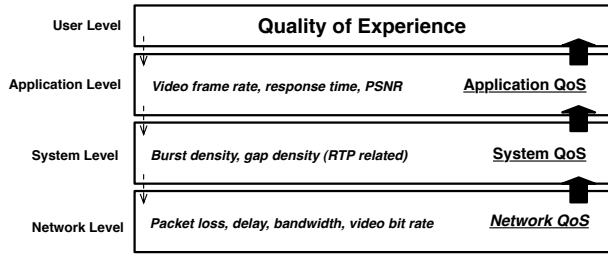 User Level
Quality of Experience
Application Level
Video frame rate, response time, PSNR
Application QoS
System Level
Burst density, gap density (RTP related)
System QoS
Network Level
Packet loss, delay, bandwidth, video bit rate
Network QoS